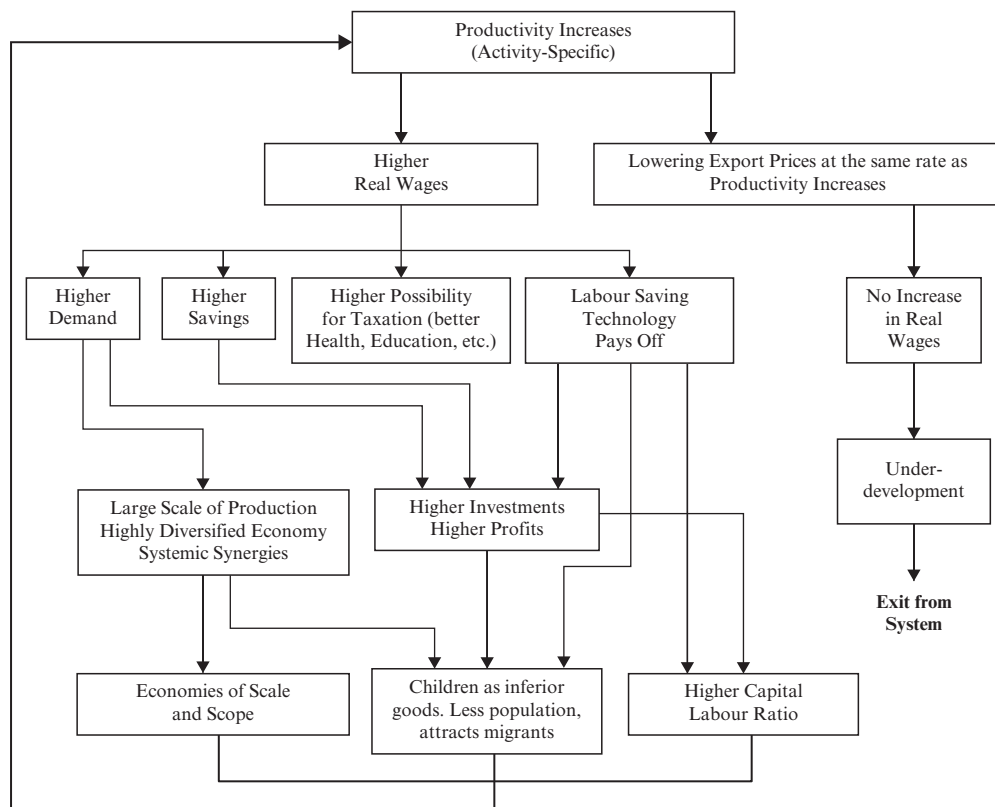 Productivity Increases
(Activity-Specific)
Higher
Real Wages
Lowering Export Prices at the same rate as
Productivity Increases
Higher
Demand
Higher
Savings
Higher Possibility
for Taxation (better
Health, Education, etc.)
Labour Saving
Technology
Pays Off
No Increase
in Real
Wages
Large Scale of Production
Highly Diversified Economy
Systemic Synergies
Higher Investments
Higher Profits
Under-
development
Exit from
System
Economies of Scale
and Scope
Children as inferior
goods. Less population,
attracts migrants
Higher Capital
Labour Ratio